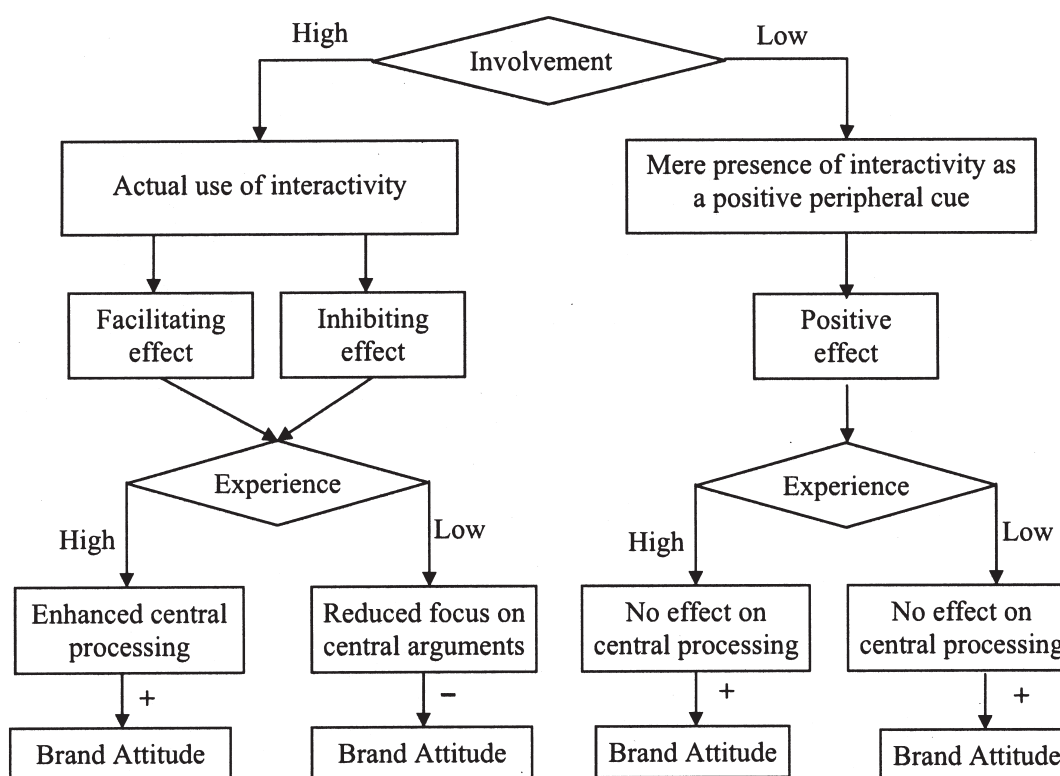 High
Involvement
Low
Actual use of interactivity
Mere presence of interactivity as
a positive peripheral cue
Facilitating
effect
Inhibiting
effect
Positive
effect
Experience
Experience
High
Low
High
Low
Enhanced central
processing
Reduced focus on
central arguments
No effect on
central processing
No effect on
central processing
+
–
+
+
Brand Attitude
Brand Attitude
Brand Attitude
Brand Attitude